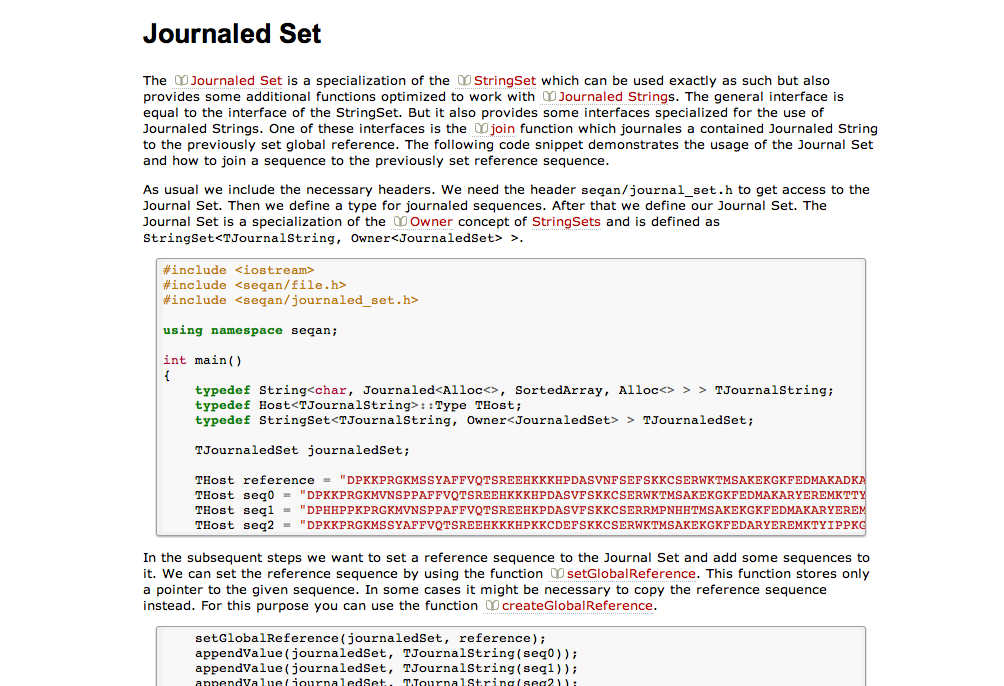 Journaled Set
The Journaled Set is a specialization of the StringSet which can be used exactly as such but also
provides some additional functions optimized to work with Journaled Strings. The general interface is
equal to the interface of the StringSet. But it also provides some interfaces specialized for the use of
Journaled Strings. One of these interfaces is the join function which journales a contained Journaled String
to the previously set global reference. The following code snippet demonstrates the usage of the Journal Set
and how to join a sequence to the previously set reference sequence.
As usual we include the necessary headers. We need the header seqan/journal_set.h to get access to the
Journal Set. Then we define a type for journaled sequences. After that we define our Journal Set. The
Journal Set is a specialization of the Owner concept of StringSets and is defined as
StringSet<TJournalString, Owner<JournaledSet> >.
#include <iostream>
#include <seqan/file.h>
#include <seqan/journaled_set.h>
using namespace seqan;
int main()
{
    typedef String<char, Journaled<Alloc<>, SortedArray, Alloc<> > > TJournalString;
    typedef Host<TJournalString>::Type THost;
    typedef StringSet<TJournalString, Owner<JournaledSet> > TJournaledSet;
    TJournaledSet journaledSet;
    THost reference = "DPKKPRGKMSSYAFFVQTSREEHKKKHPDASVNFSEFSKKCSERWKTMSAKEKGKFEDMAKADKA
    THost seq0 = "DPKKPRGKMVNSPPAFFVQTSREEHKKKHPDASVFSKKCSERWKTMSAKEKGKFEDMAKARYEREMKTTY
    THost seq1 = "DPHHPPKPRGKMVNSPPAFFVQTSREEHKPDASVFSKKCSERRMPNHHTMSAKEKGKFEDMAKARYEREM
    THost seq2 = "DPKKPRGKMSSYAFFVQTSREEHKKKHPKKCDEFSKKCSERWKTMSAKEKGKFEDARYEREMKTYIPPKG
In the subsequent steps we want to set a reference sequence to the Journal Set and add some sequences to
it. We can set the reference sequence by using the function setGlobalReference. This function stores only
a pointer to the given sequence. In some cases it might be necessary to copy the reference sequence
instead. For this purpose you can use the function createGlobalReference.
    setGlobalReference(journaledSet, reference);
    appendValue(journaledSet, TJournalString(seq0));
    appendValue(journaledSet, TJournalString(seq1));
    appendValue(journaledSet, TJournalString(seq2));